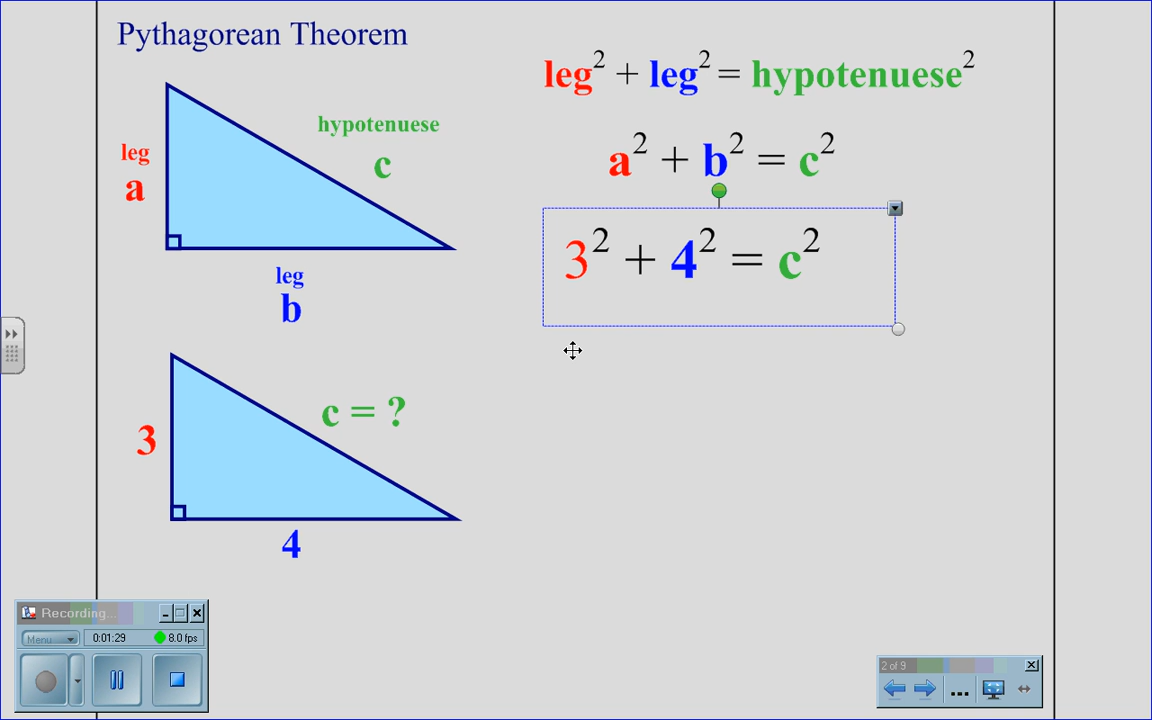 Pythagorean Theorem
leg² + leg² = hypotenuese²
a² + b² = c²
3² + 4² = c²
hypotenuese
c
leg
a
leg
b
c = ?
3
4
Recording...
Menu
0:01:29
8.0 fps
2 of 9
...